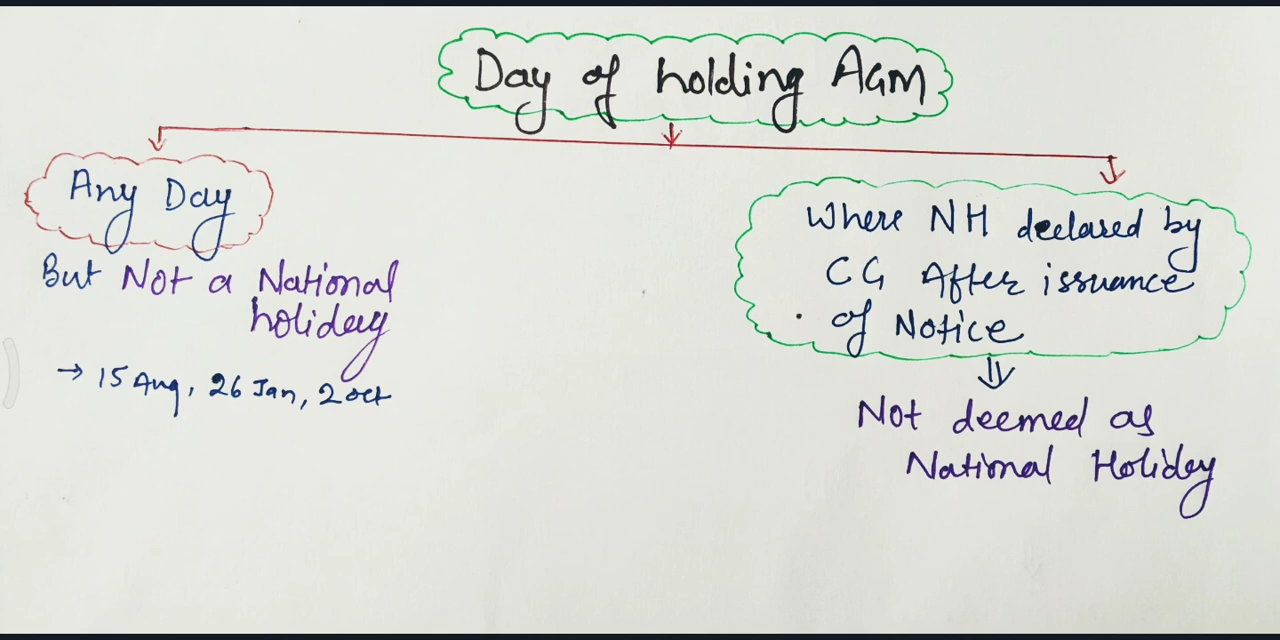 Day of holding AGM
Any Day
But Not a National
holiday
→ 15 Aug, 26 Jan, 2 oct
Where NH declared by
CG After issuance
of Notice
Not deemed as
National Holiday